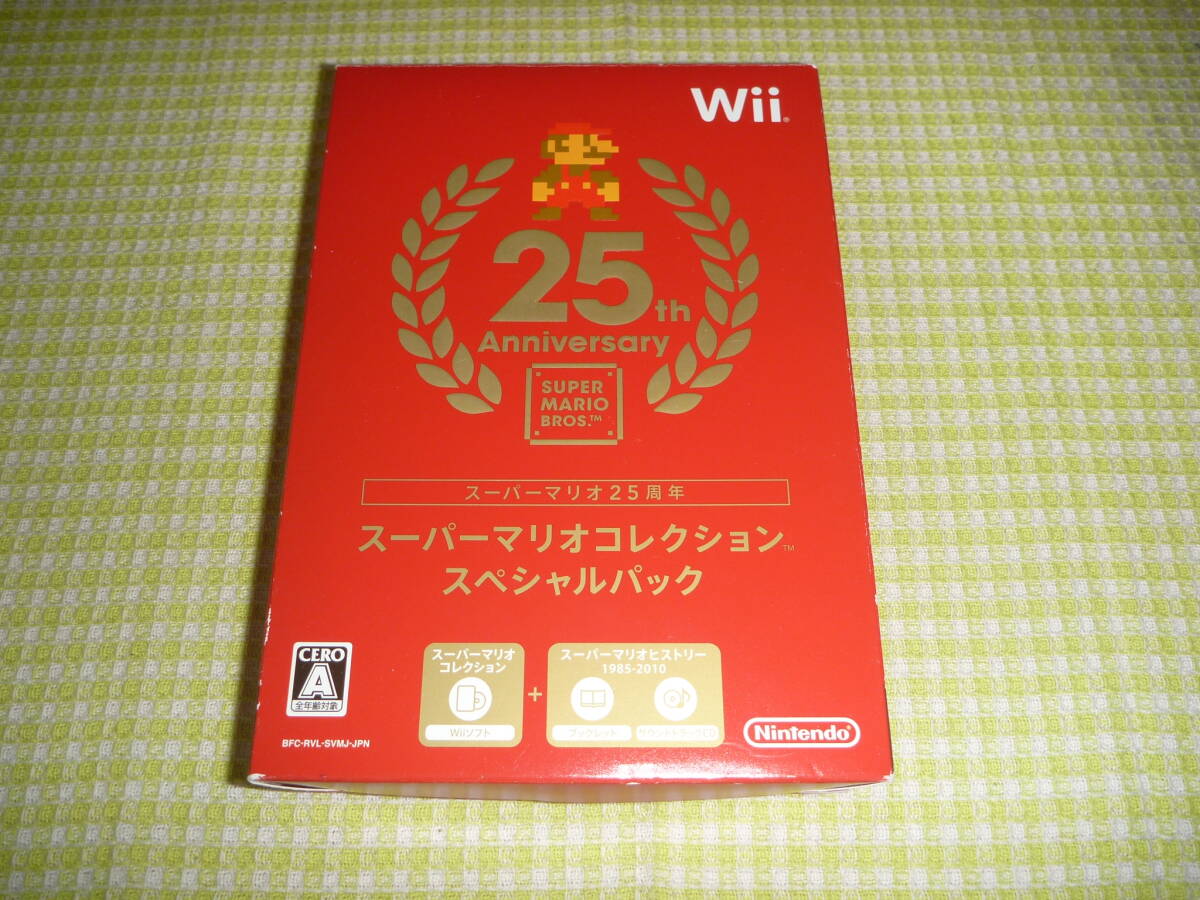 Wii®
25th
Anniversary
SUPER
MARIO
BROS.™
スーパーマリオ25周年
スーパーマリオコレクション™
スペシャルパック
CERO
A
全年齢対象
BFC-RVL-SVMJ-JPN
スーパーマリオ
コレクション
Wiiソフト
+
スーパーマリオヒストリー
1985-2010
ブックレット
サウンドトラックCD
Nintendo®